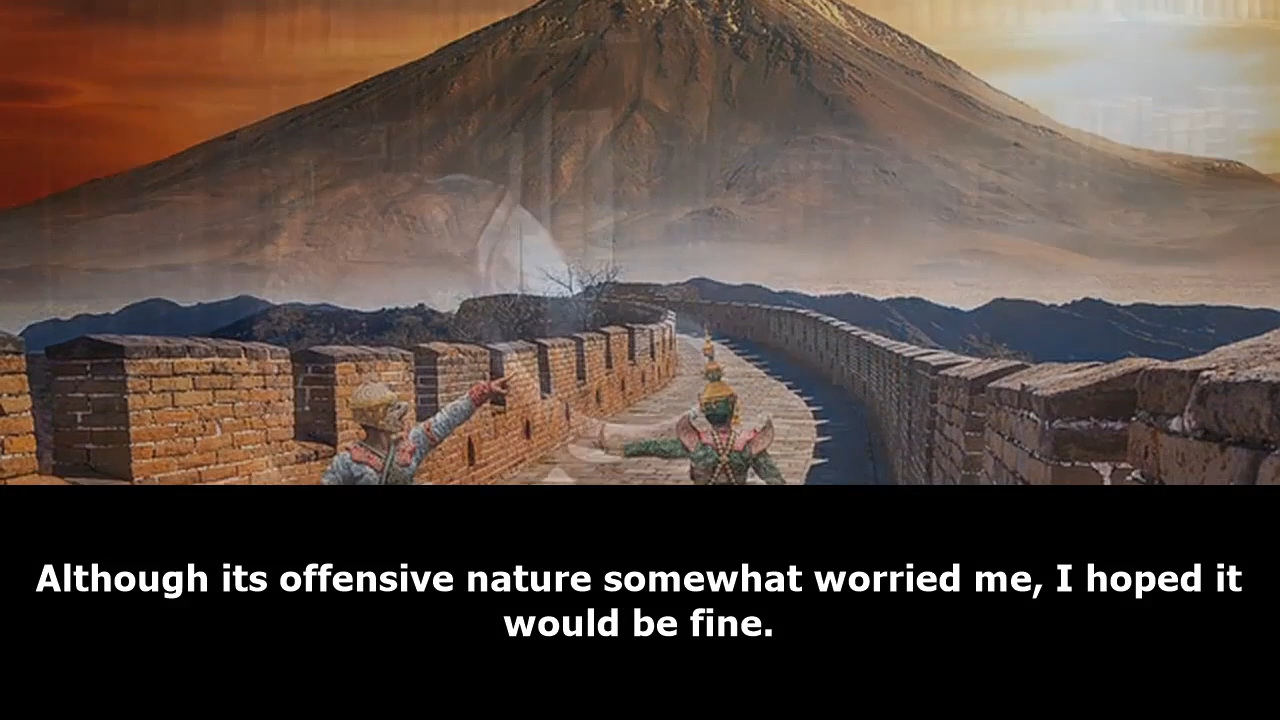 Although its offensive nature somewhat worried me, I hoped it
would be fine.